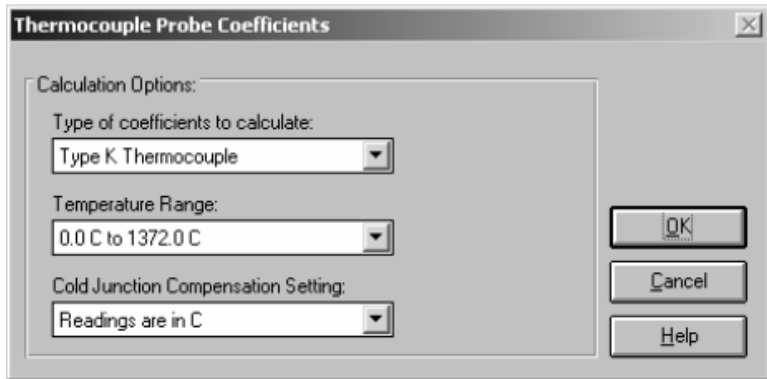 Thermocouple Probe Coefficients
Calculation Options:
Type of coefficients to calculate:
Type K Thermocouple
Temperature Range:
0.0 C to 1372.0 C
Cold Junction Compensation Setting:
Readings are in C
OK
Cancel
Help